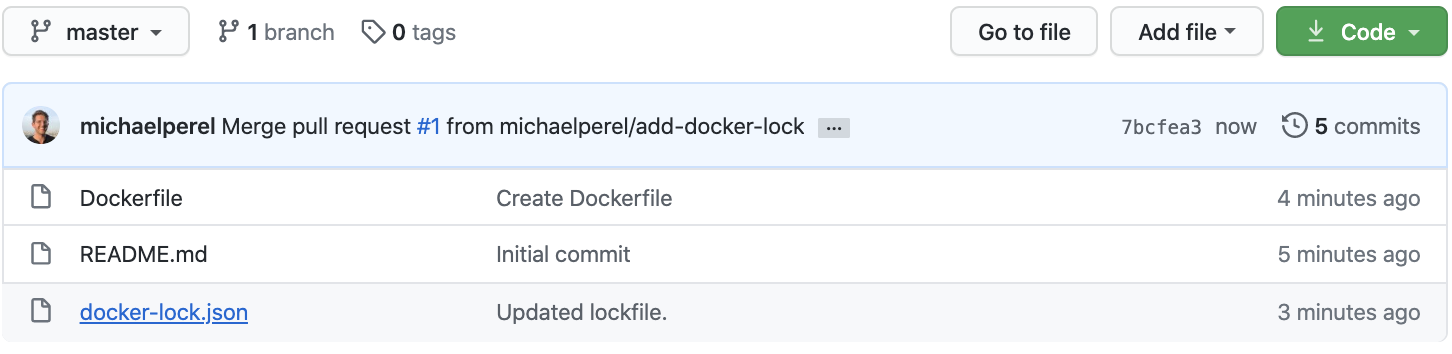 master 1 branch 0 tags Go to file Add file Code
michaelperel Merge pull request #1 from michaelperel/add-docker-lock ... 7bcfea3 now 5 commits
Dockerfile Create Dockerfile 4 minutes ago
README.md Initial commit 5 minutes ago
docker-lock.json Updated lockfile. 3 minutes ago